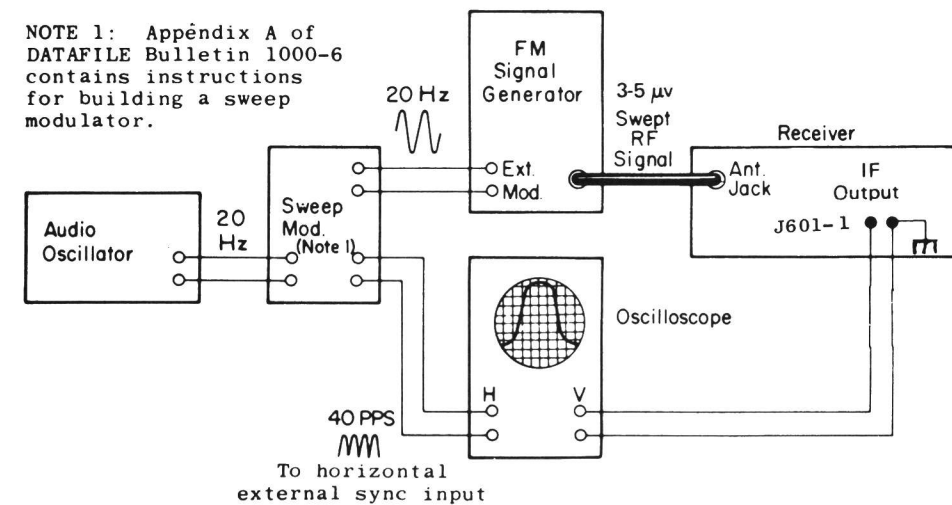 NOTE 1: Appendix A of
DATAFILE Bulletin 1000-6
contains instructions
for building a sweep
modulator.
20 Hz
FM
Signal
Generator
Ext.
Mod.
3-5 μv
Swept
RF
Signal
Receiver
Ant.
Jack
IF
Output
J601-1
Audio
Oscillator
20
Hz
Sweep
Mod.
(Note 1)
Oscilloscope
H V
40 PPS
To horizontal
external sync input